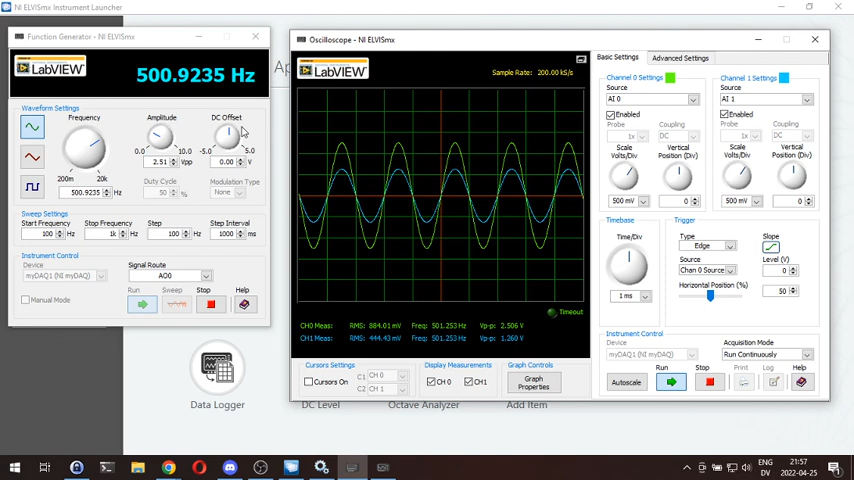 NI ELVISmx Instrument Launcher
Function Generator - NI ELVISmx
LabVIEW
500.9235 Hz
Waveform Settings
Frequency
Amplitude
DC Offset
0.0
10.0
-5.0
5.0
2.51
Vpp
0.00
V
200m
20k
500.9235
Hz
Duty Cycle
50
%
Modulation Type
None
Sweep Settings
Start Frequency
Stop Frequency
Step
Step Interval
100
Hz
1k
Hz
100
Hz
1000
ms
Instrument Control
Device
Signal Route
myDAQ1 (NI myDAQ)
AO0
Manual Mode
Run
Sweep
Stop
Help
Ap
Oscilloscope - NI ELVISmx
LabVIEW
Sample Rate: 200.00 kS/s
Timeout
CH0 Meas: RMS: 884.01 mV Freq: 501.253 Hz Vp-p: 2.506 V
CH1 Meas: RMS: 444.43 mV Freq: 501.253 Hz Vp-p: 1.260 V
Cursors Settings
Cursors On
C1
CH 0
C2
CH 1
Display Measurements
CH 0
CH1
Graph Controls
Graph
Properties
Basic Settings
Advanced Settings
Channel 0 Settings
Source
AI 0
Enabled
Probe
Coupling
1x
DC
Scale
Volts/Div
Vertical
Position (Div)
500 mV
0
Channel 1 Settings
Source
AI 1
Enabled
Probe
Coupling
1x
DC
Scale
Volts/Div
Vertical
Position (Div)
500 mV
0
Timebase
Time/Div
1 ms
Trigger
Type
Slope
Edge
Source
Level (V)
Chan 0 Source
0
Horizontal Position (%)
50
Instrument Control
Device
Acquisition Mode
myDAQ1 (NI myDAQ)
Run Continuously
Run
Stop
Print
Log
Help
Autoscale
Data Logger
DC Level
Octave Analyzer
Add Item
ENG
DV
21:57
2022-04-25
1